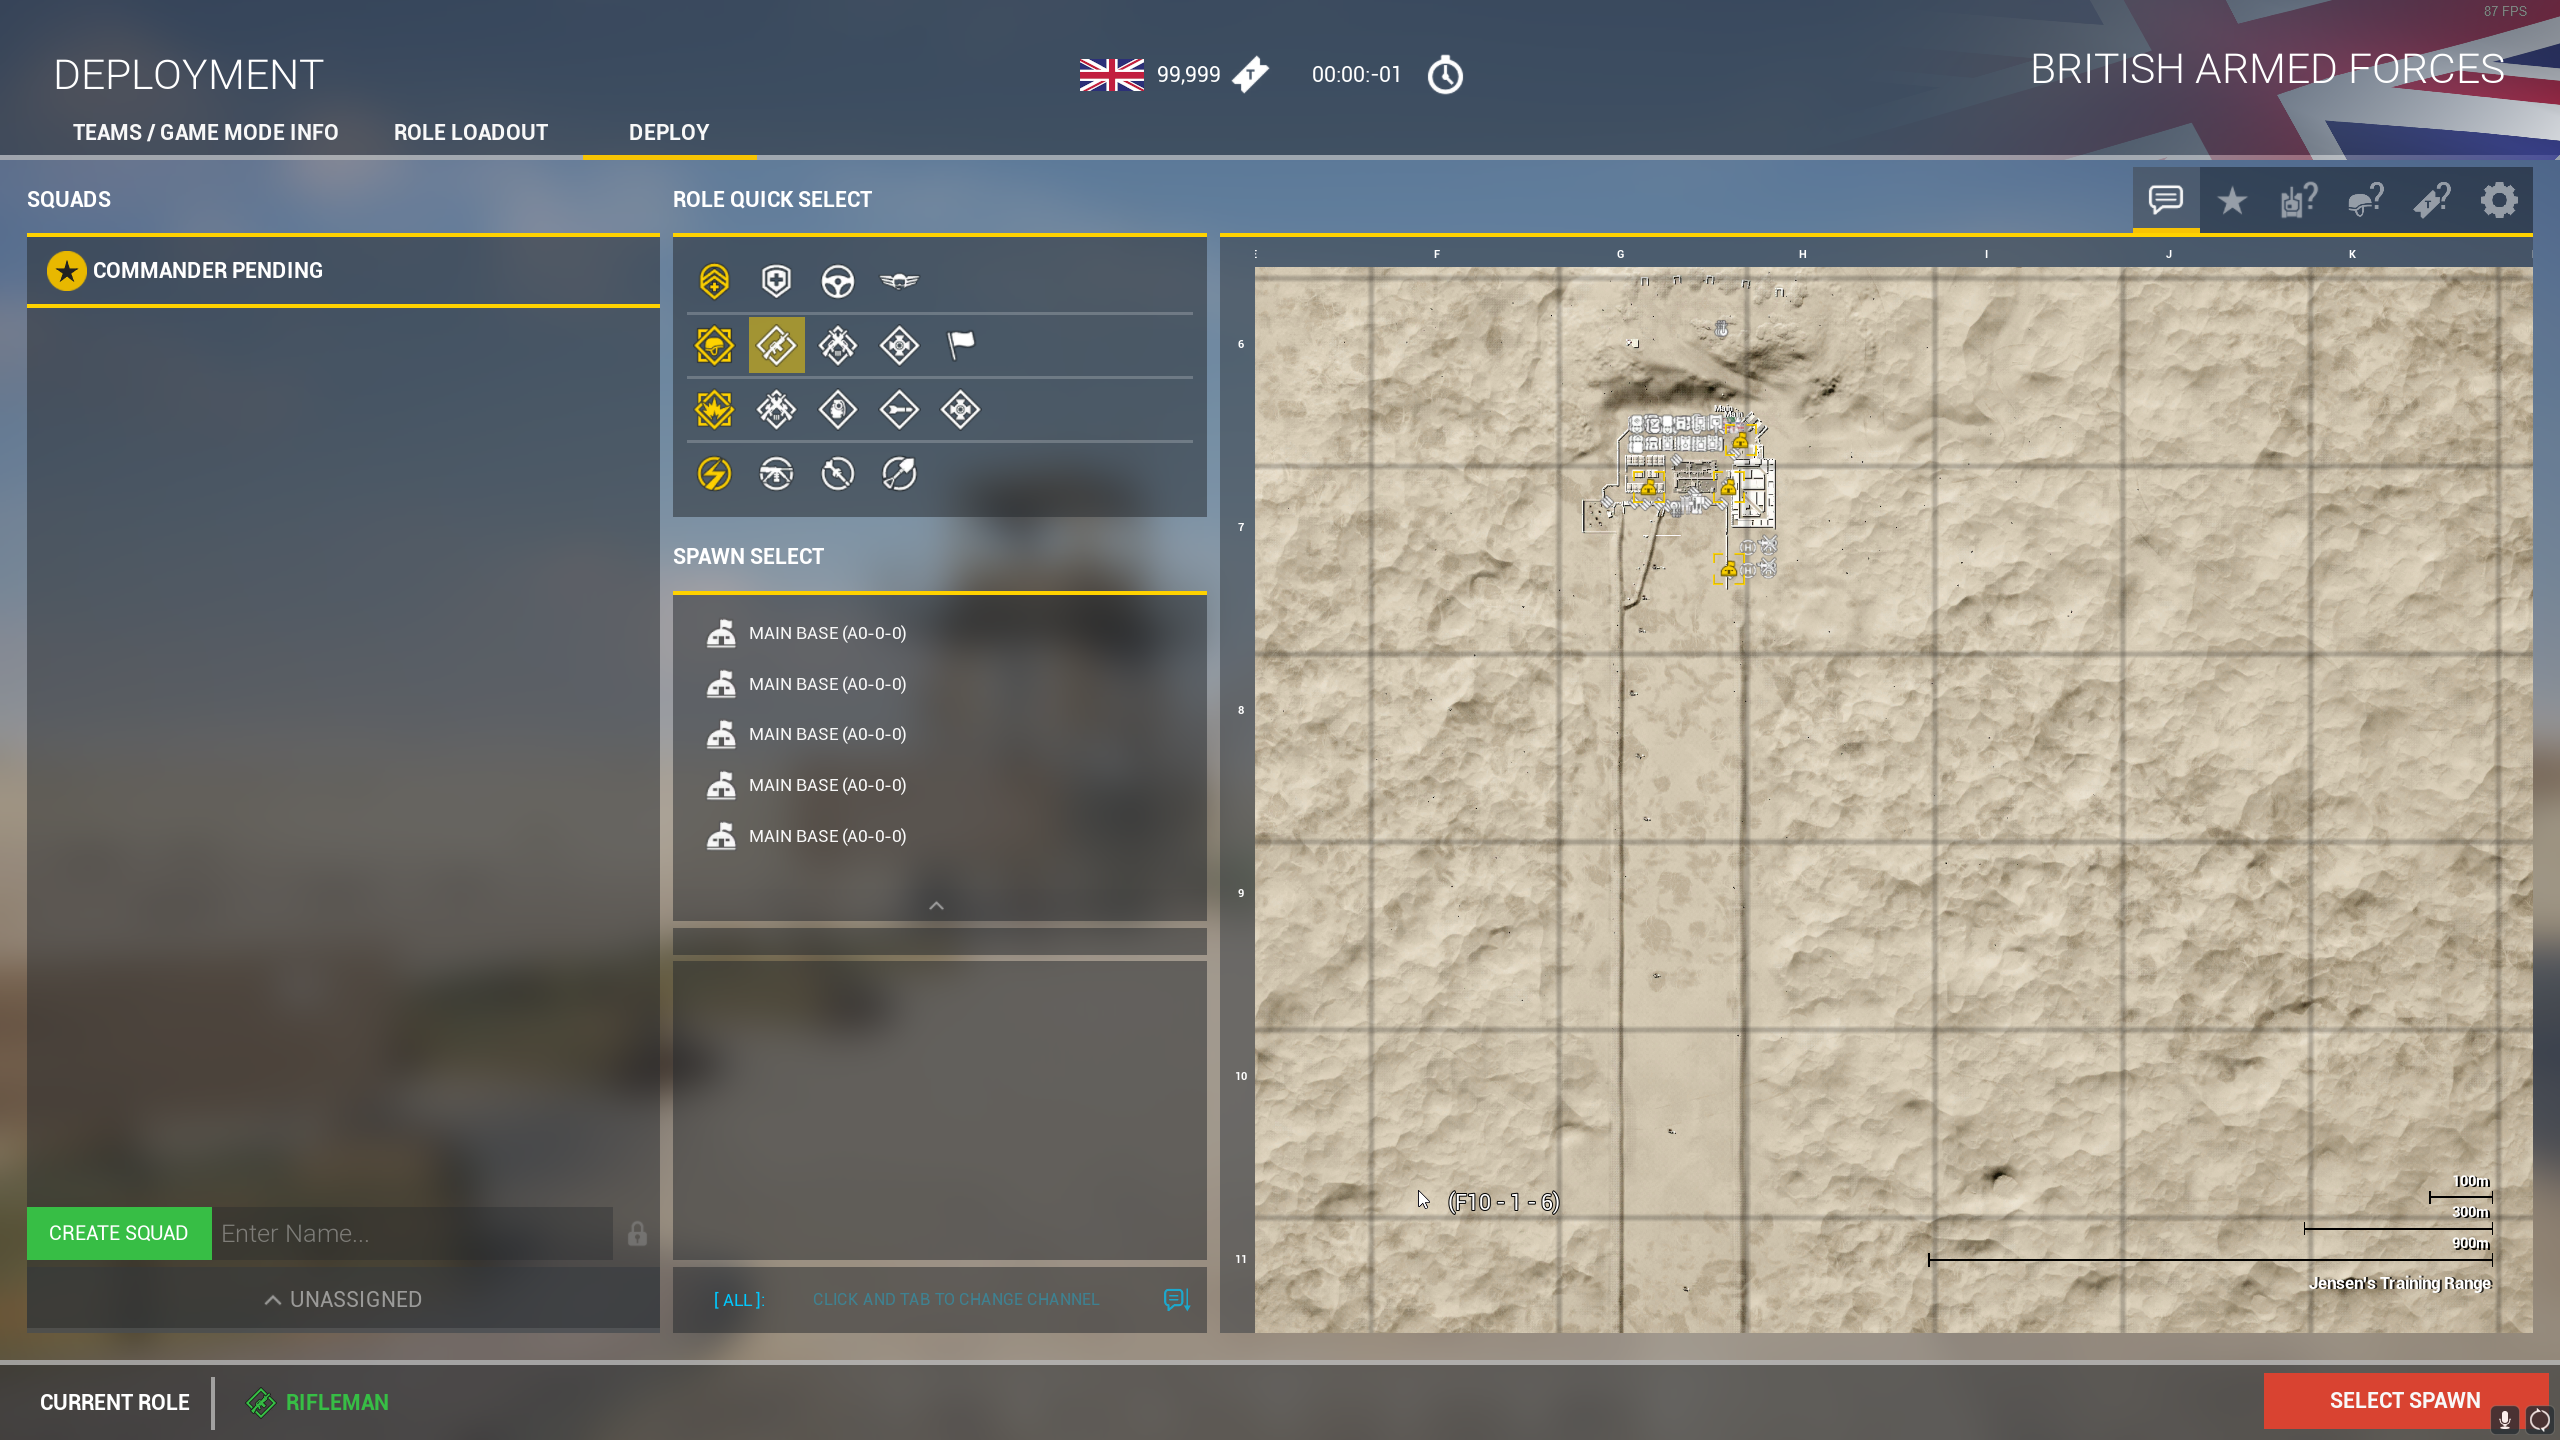 87 FPS
DEPLOYMENT
99,999
T
00:00:-01
BRITISH ARMED FORCES
TEAMS / GAME MODE INFO
ROLE LOADOUT
DEPLOY
SQUADS
ROLE QUICK SELECT
COMMANDER PENDING
F
G
H
I
J
K
6
7
8
9
10
11
Main
Main
SPAWN SELECT
MAIN BASE (A0-0-0)
MAIN BASE (A0-0-0)
MAIN BASE (A0-0-0)
MAIN BASE (A0-0-0)
MAIN BASE (A0-0-0)
(F10 - 1 - 6)
100m
300m
900m
Jensen's Training Range
CREATE SQUAD
Enter Name...
UNASSIGNED
[ ALL ]:
CLICK AND TAB TO CHANGE CHANNEL
CURRENT ROLE
RIFLEMAN
SELECT SPAWN